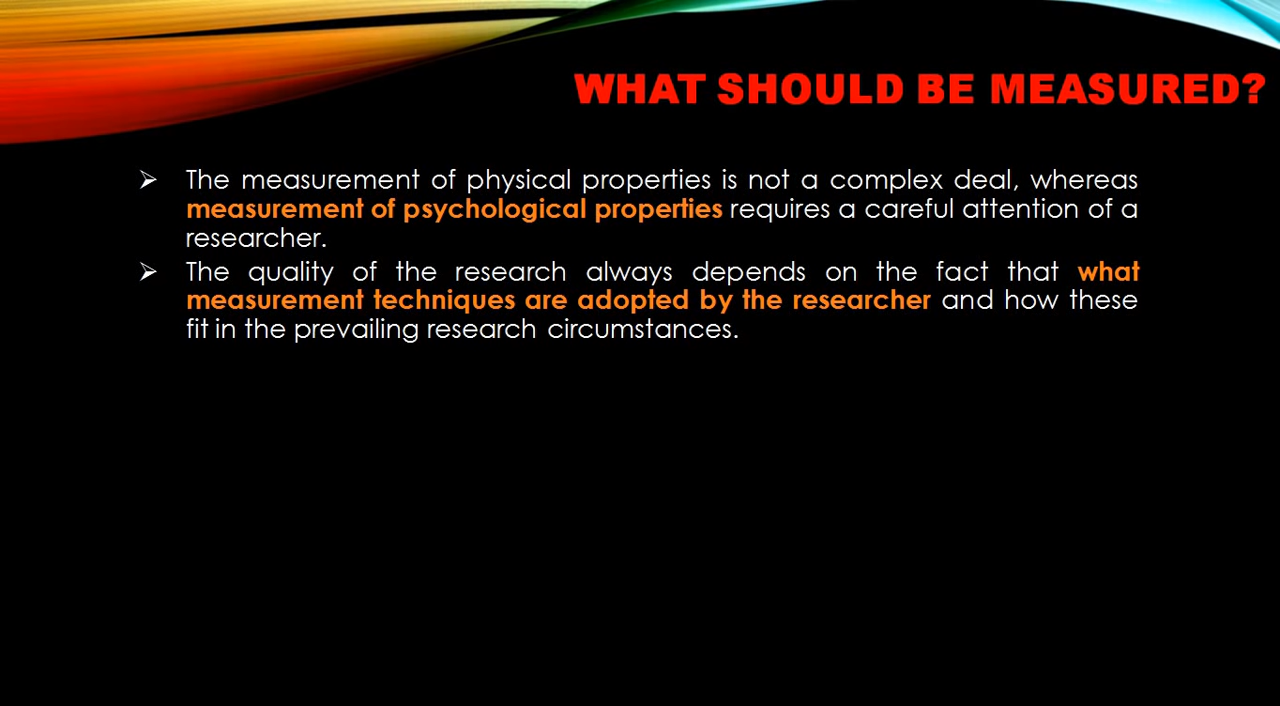 WHAT SHOULD BE MEASURED?
➢ The measurement of physical properties is not a complex deal, whereas
measurement of psychological properties requires a careful attention of a
researcher.
➢ The quality of the research always depends on the fact that what
measurement techniques are adopted by the researcher and how these
fit in the prevailing research circumstances.